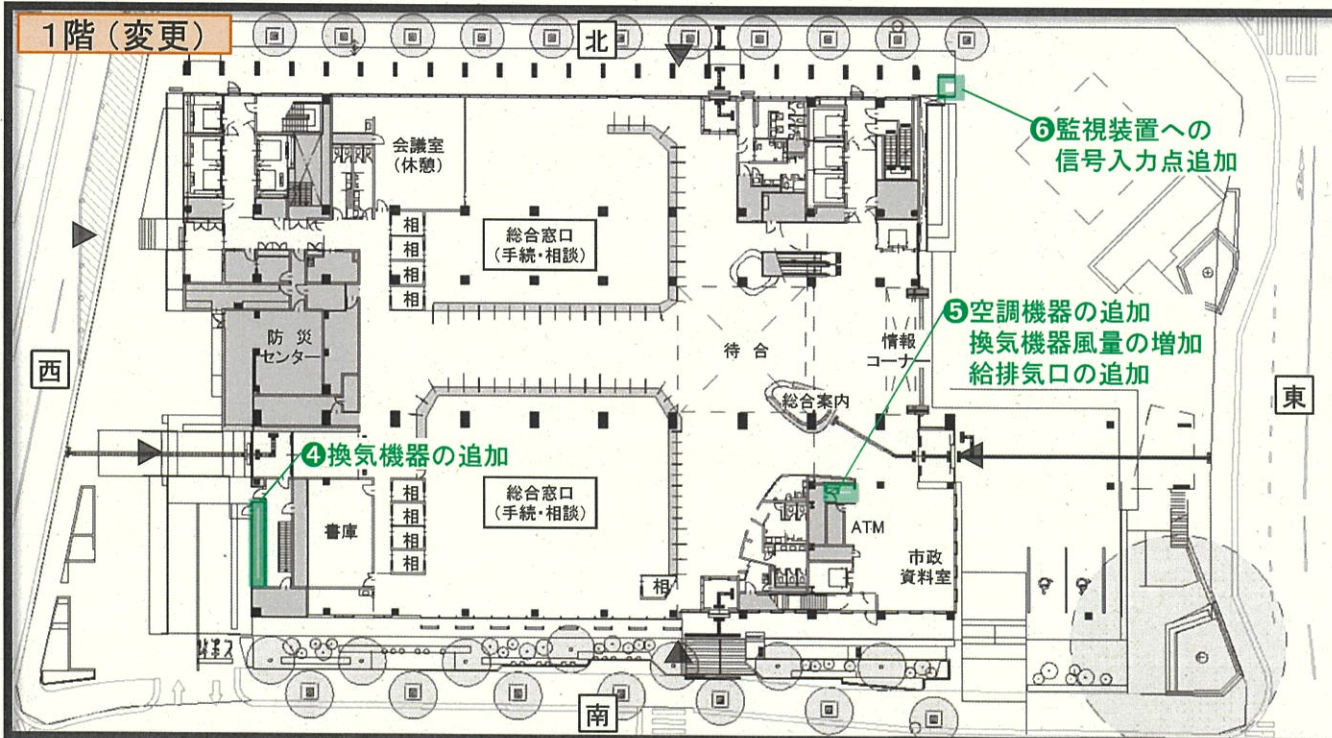 1階(変更)
北
❻監視装置への
信号入力点追加
会議室
(休憩)
相
相
相
相
総合窓口
(手続・相談)
❺空調機器の追加
換気機器風量の増加
給排気口の追加
防災
センター
待合
情報
コーナー
西
東
総合案内
❹換気機器の追加
相
相
相
相
総合窓口
(手続・相談)
書庫
ATM
市政
資料室
相
南